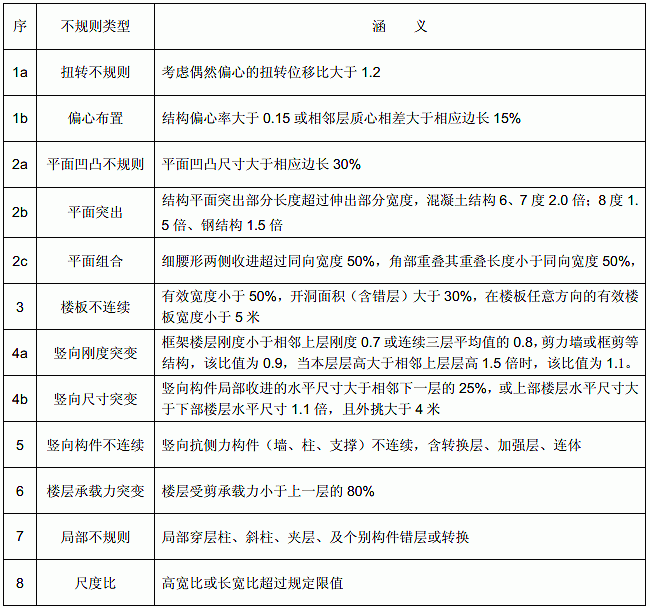 序 不规则类型 涵 义
1a 扭转不规则 考虑偶然偏心的扭转位移比大于 1.2
1b 偏心布置 结构偏心率大于 0.15 或相邻层质心相差大于相应边长 15%
2a 平面凹凸不规则 平面凹凸尺寸大于相应边长 30%
2b 平面突出 结构平面突出部分长度超过伸出部分宽度，混凝土结构 6、7 度 2.0 倍；8 度 1.
5 倍、钢结构 1.5 倍
2c 平面组合 细腰形两侧收进超过同向宽度 50%，角部重叠其重叠长度小于同向宽度 50%，
3 楼板不连续 有效宽度小于 50%，开洞面积（含错层）大于 30%，在楼板任意方向的有效楼
板宽度小于 5 米
4a 竖向刚度突变 框架楼层刚度小于相邻上层刚度 0.7 或连续三层平均值的 0.8，剪力墙或框剪等
结构，该比值为 0.9，当本层层高大于相邻上层层高 1.5 倍时，该比值为 1.1。
4b 竖向尺寸突变 竖向构件局部收进的水平尺寸大于相邻下一层的 25%，或上部楼层水平尺寸大
于下部楼层水平尺寸 1.1 倍，且外挑大于 4 米
5 竖向构件不连续 竖向抗侧力构件（墙、柱、支撑）不连续，含转换层、加强层、连体
6 楼层承载力突变 楼层受剪承载力小于上一层的 80%
7 局部不规则 局部穿层柱、斜柱、夹层、及个别构件错层或转换
8 尺度比 高宽比或长宽比超过规定限值